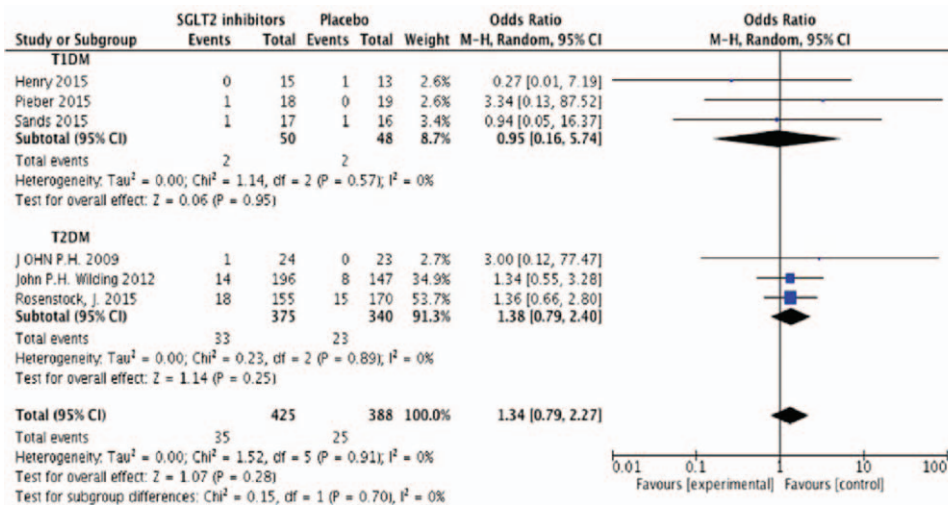 SGLT2 inhibitors Placebo Odds Ratio Odds Ratio
Study or Subgroup Events Total Events Total Weight M-H, Random, 95% CI M-H, Random, 95% CI
T1DM
Henry 2015 0 15 1 13 2.6% 0.27 [0.01, 7.19]
Pieber 2015 1 18 0 19 2.6% 3.34 [0.13, 87.52]
Sands 2015 1 17 1 16 3.4% 0.94 [0.05, 16.37]
Subtotal (95% CI) 50 48 8.7% 0.95 [0.16, 5.74]
Total events 2 2
Heterogeneity: Tau² = 0.00; Chi² = 1.14, df = 2 (P = 0.57); I² = 0%
Test for overall effect: Z = 0.06 (P = 0.95)
T2DM
J OHN P.H. 2009 1 24 0 23 2.7% 3.00 [0.12, 77.47]
John P.H. Wilding 2012 14 196 8 147 34.9% 1.34 [0.55, 3.28]
Rosenstock, J. 2015 18 155 15 170 53.7% 1.36 [0.66, 2.80]
Subtotal (95% CI) 375 340 91.3% 1.38 [0.79, 2.40]
Total events 33 23
Heterogeneity: Tau² = 0.00; Chi² = 0.23, df = 2 (P = 0.89); I² = 0%
Test for overall effect: Z = 1.14 (P = 0.25)
Total (95% CI) 425 388 100.0% 1.34 [0.79, 2.27]
Total events 35 25
Heterogeneity: Tau² = 0.00; Chi² = 1.52, df = 5 (P = 0.91); I² = 0%
Test for overall effect: Z = 1.07 (P = 0.28)
Test for subgroup differences: Chi² = 0.15, df = 1 (P = 0.70), I² = 0%
0.01 0.1 1 10 100
Favours [experimental] Favours [control]